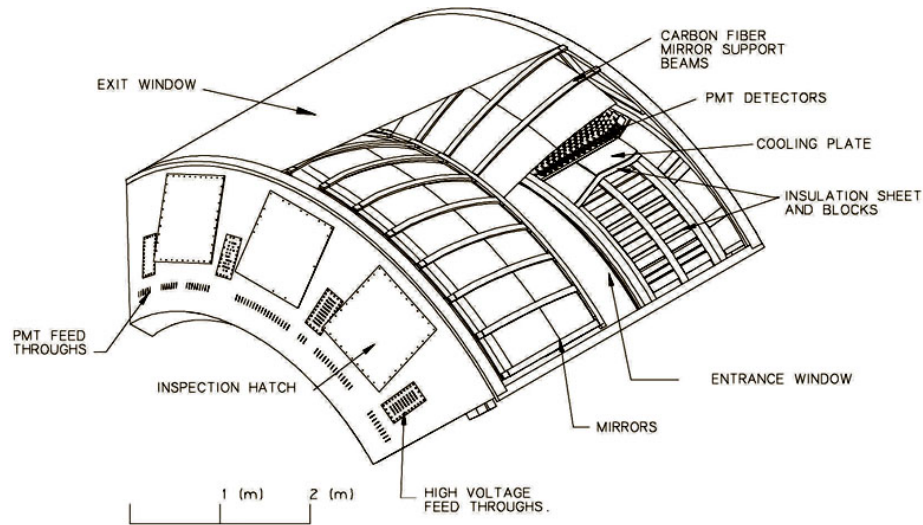 CARBON FIBER
MIRROR SUPPORT
BEAMS
EXIT WINDOW
PMT DETECTORS
COOLING PLATE
INSULATION SHEET
AND BLOCKS
PMT FEED
THROUGHS
INSPECTION HATCH
ENTRANCE WINDOW
MIRRORS
1 (m) 2 (m)
HIGH VOLTAGE
FEED THROUGHS.